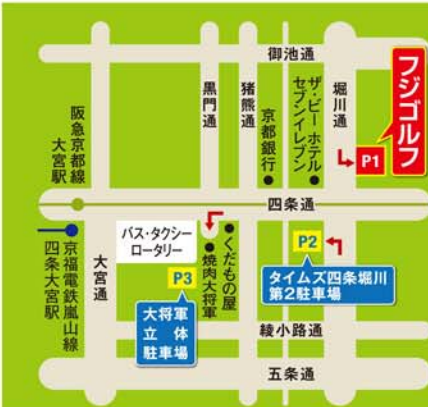 御池通
フジゴルフ
P1
堀川通
ザ・ビー ホテル
セブンイレブン
京都銀行
猪熊通
黒門通
阪急京都線
大宮駅
四条通
京福電鉄嵐山線
四条大宮駅
大宮通
バス・タクシー
ロータリー
くだもの屋
焼肉大将軍
P2
タイムズ四条堀川
第2駐車場
P3
大将軍
立体
駐車場
綾小路通
五条通